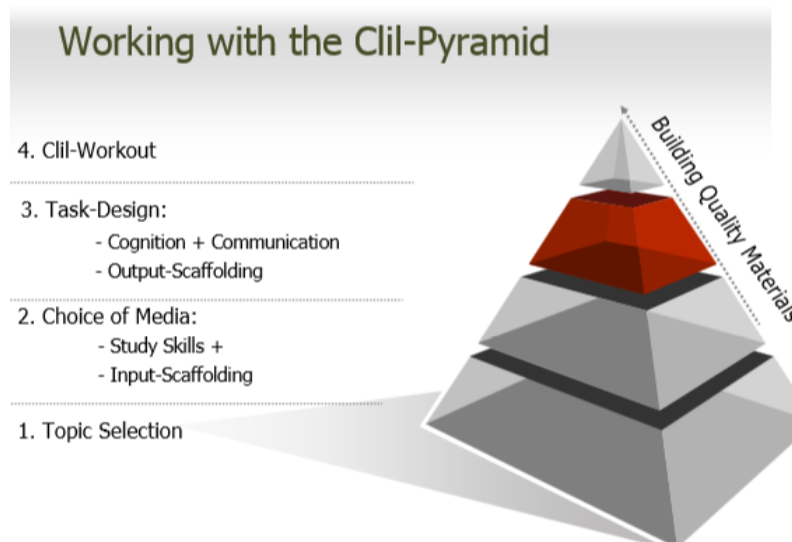 Working with the Clil-Pyramid
4. Clil-Workout
3. Task-Design:
- Cognition + Communication
- Output-Scaffolding
2. Choice of Media:
- Study Skills +
- Input-Scaffolding
1. Topic Selection
Building Quality Materials